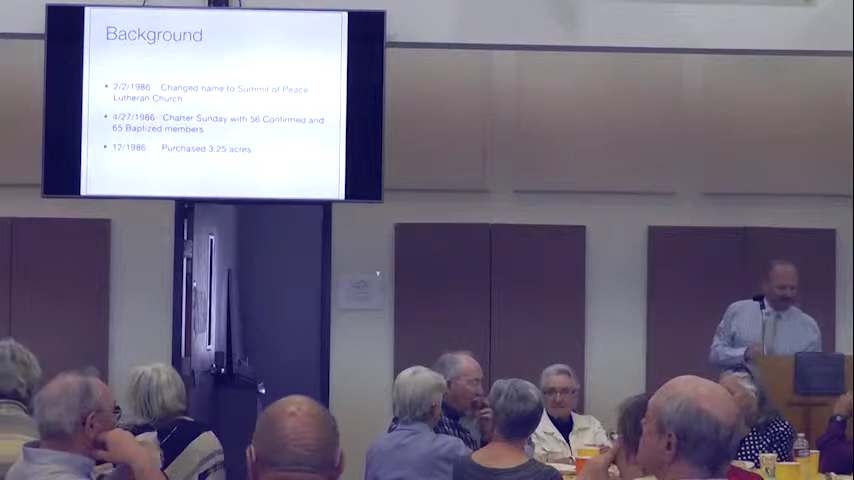 Background
• 2/2/1986 Changed name to Summit of Peace
Lutheran Church
• 4/27/1986 Charter Sunday with 56 Confirmed and
65 Baptized members
• 12/1986 Purchased 3.25 acres